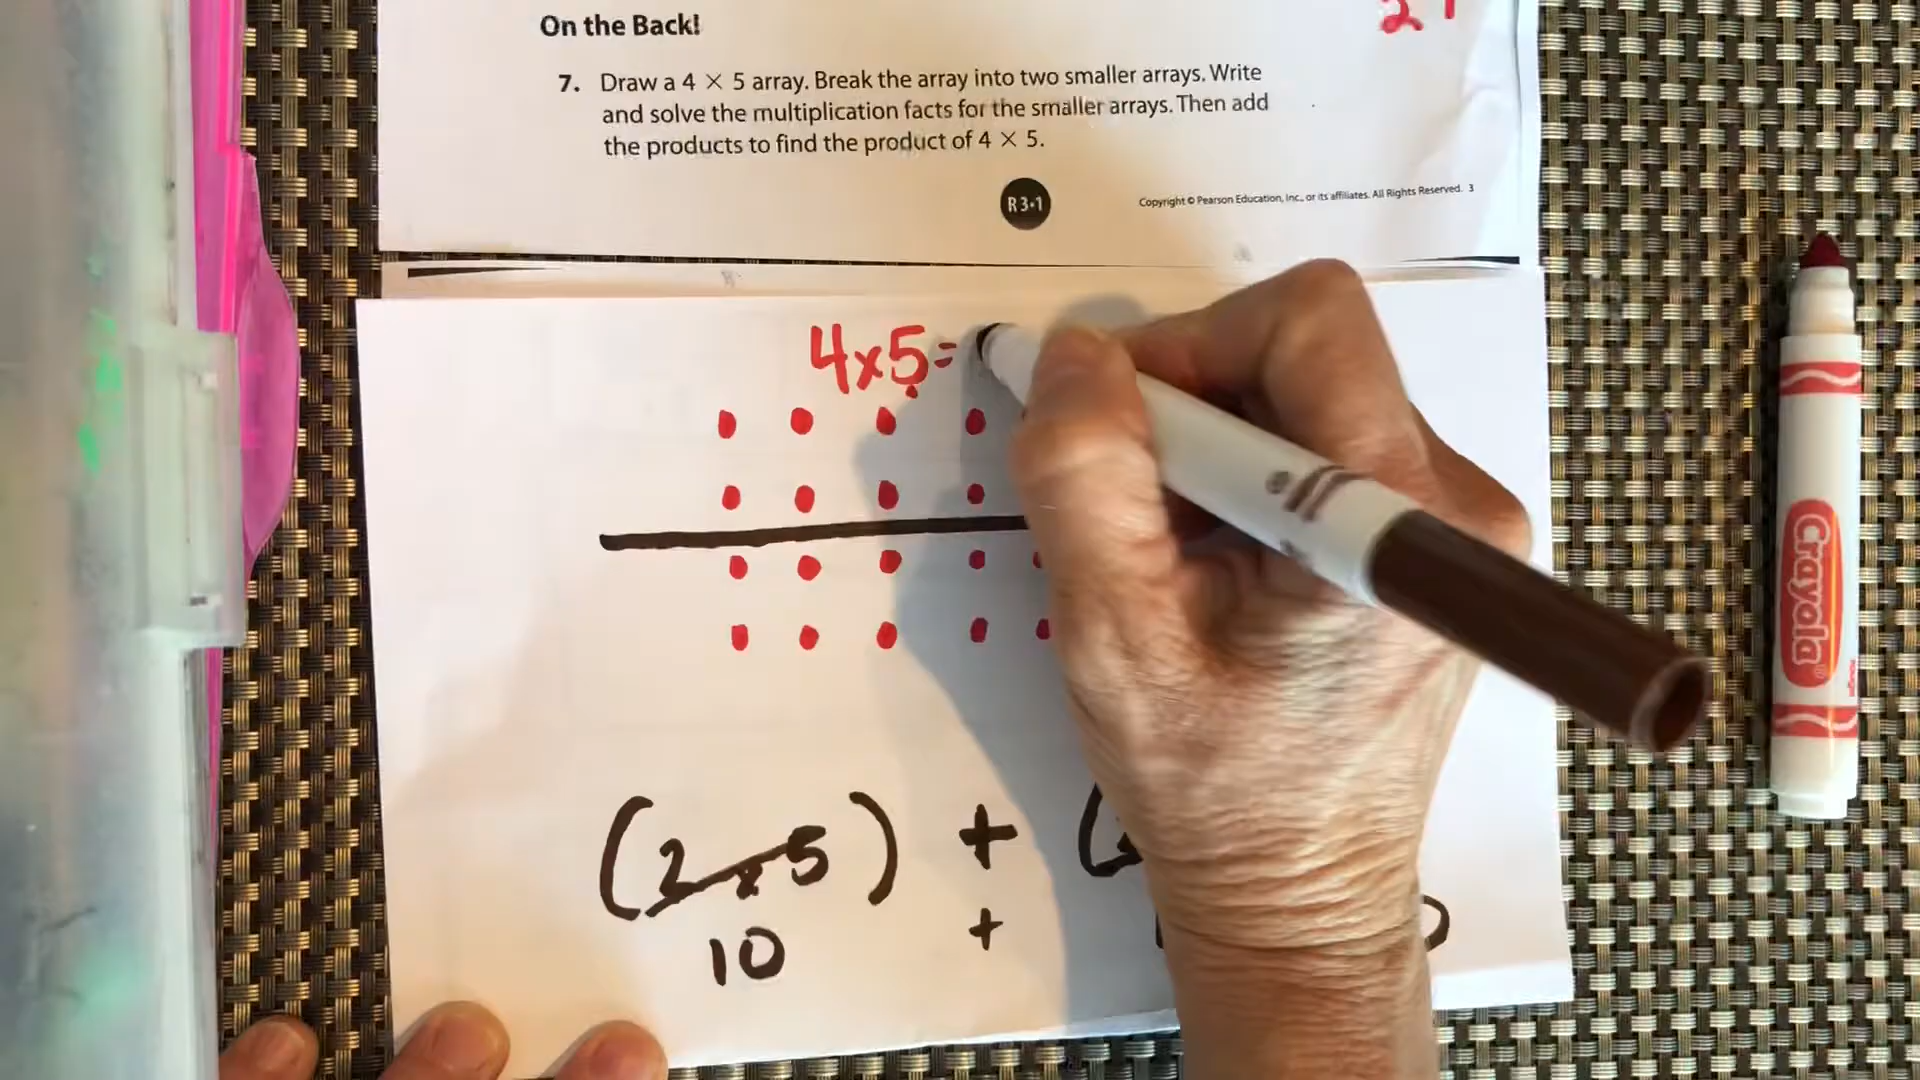 On the Back!
7. Draw a 4 × 5 array. Break the array into two smaller arrays. Write
and solve the multiplication facts for the smaller arrays. Then add
the products to find the product of 4 × 5.
R3•1
Copyright © Pearson Education, Inc., or its affiliates. All Rights Reserved. 3
4x5=
(2x5) + (
10 +
Crayola